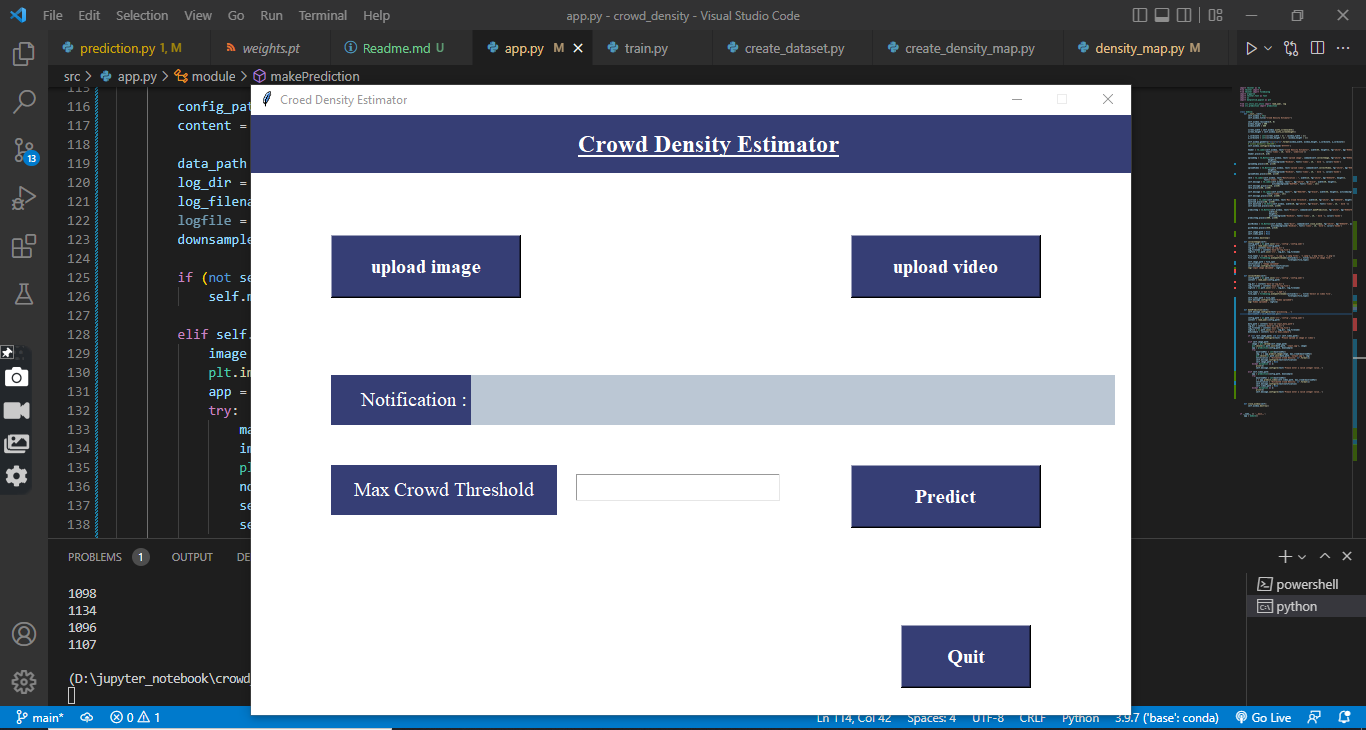 File Edit Selection View Go Run Terminal Help app.py - crowd_density - Visual Studio Code
prediction.py 1, M weights.pt Readme.md U app.py M train.py create_dataset.py create_density_map.py density_map.py M
src > app.py > module > makePrediction
115
116 config_pat
117 content =
118
119 data_path
120 log_dir =
121 log_filena
122 logfile =
123 downsample
124
125 if (not se
126 self.m
127
128 elif self.
129 image
130 plt.im
131 app =
132 try:
133 ma
134 im
135 pl
136 no
137 se
138 se
Croed Density Estimator
Crowd Density Estimator
upload image upload video
Notification :
Max Crowd Threshold Predict
Quit
13
PROBLEMS 1 OUTPUT DE
1098
1134
1096
1107
(D:\jupyter_notebook\crowd_
powershell
python
main* 0 1 Ln 114, Col 42 Spaces: 4 UTF-8 CRLF Python 3.9.7 ('base': conda) Go Live